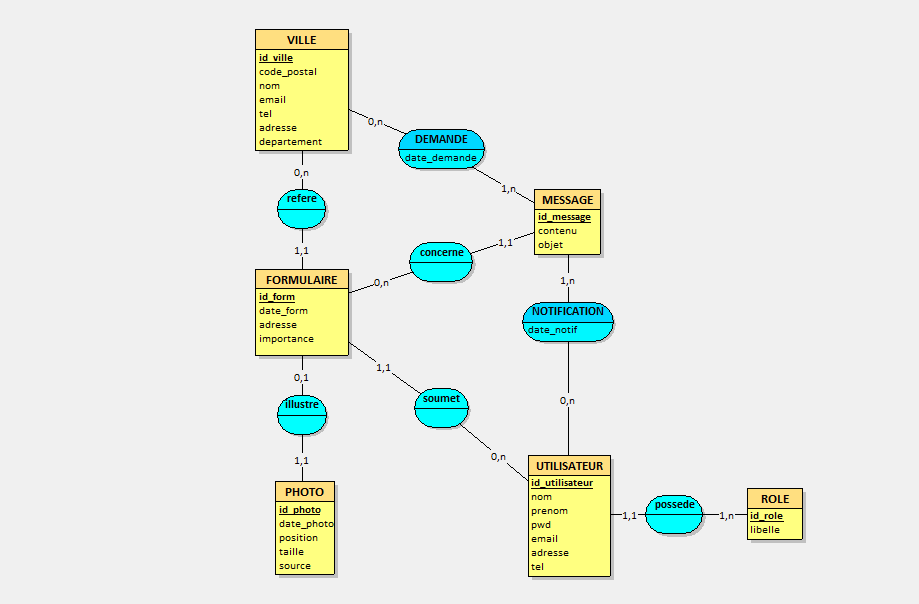 VILLE
id_ville
code_postal
nom
email
tel
adresse
departement
0,n
DEMANDE
date_demande
1,n
0,n
refere
1,1
MESSAGE
id_message
contenu
objet
1,1
concerne
0,n
1,n
NOTIFICATION
date_notif
0,n
FORMULAIRE
id_form
date_form
adresse
importance
1,1
soumet
0,n
0,1
illustre
1,1
PHOTO
id_photo
date_photo
position
taille
source
UTILISATEUR
id_utilisateur
nom
prenom
pwd
email
adresse
tel
1,1
possede
1,n
ROLE
id_role
libelle